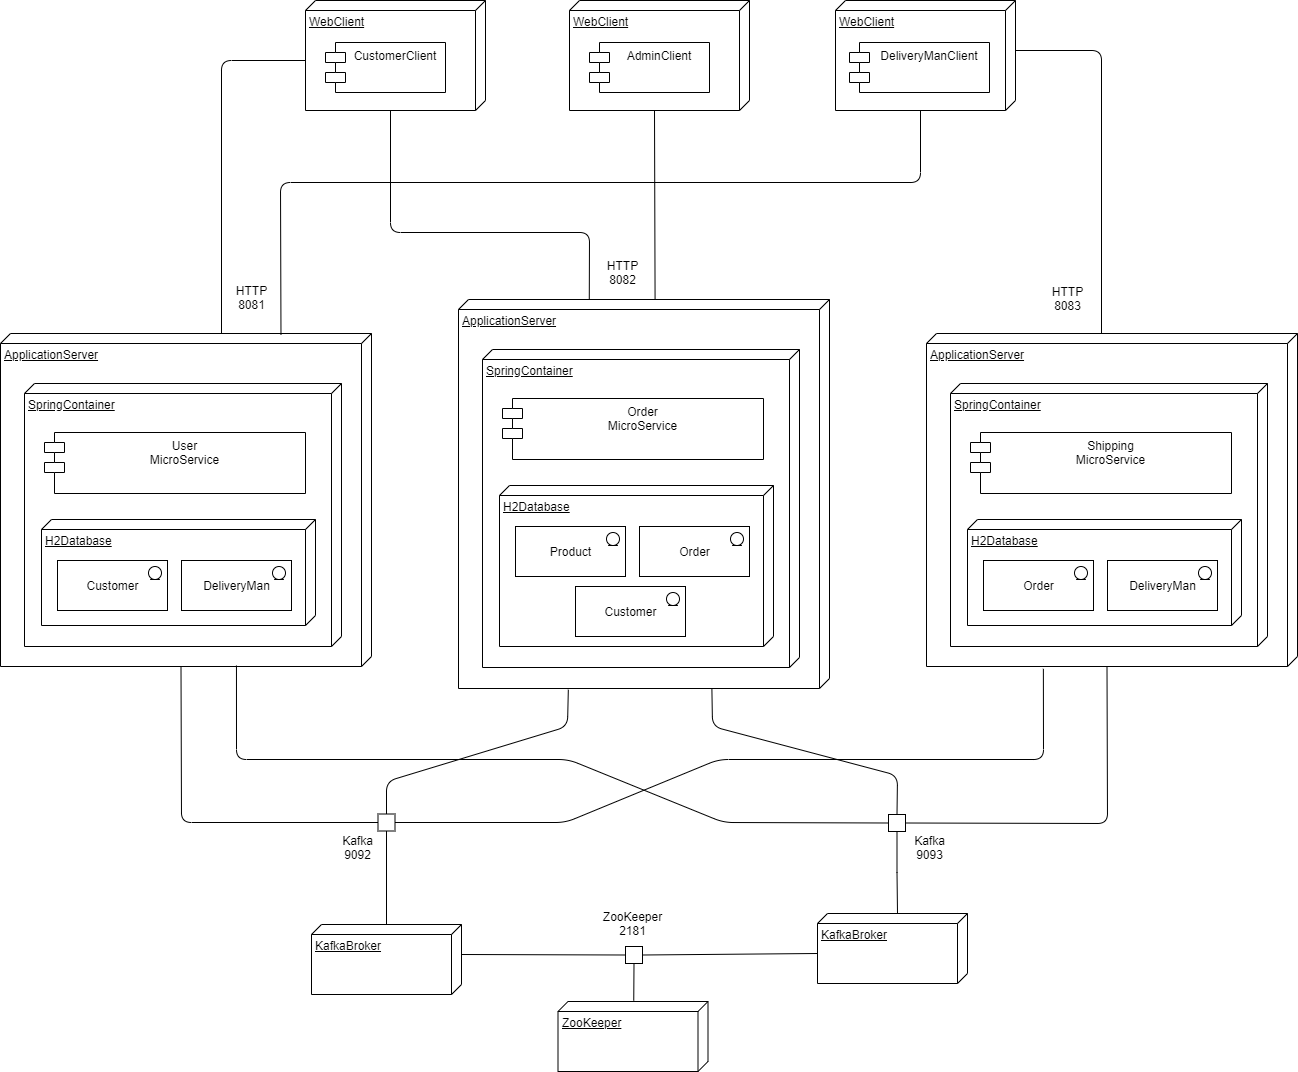 WebClient
CustomerClient
WebClient
AdminClient
WebClient
DeliveryManClient
HTTP
8081
HTTP
8082
HTTP
8083
ApplicationServer
SpringContainer
User
MicroService
H2Database
Customer
DeliveryMan
ApplicationServer
SpringContainer
Order
MicroService
H2Database
Product
Order
Customer
ApplicationServer
SpringContainer
Shipping
MicroService
H2Database
Order
DeliveryMan
Kafka
9092
Kafka
9093
KafkaBroker
ZooKeeper
2181
KafkaBroker
ZooKeeper